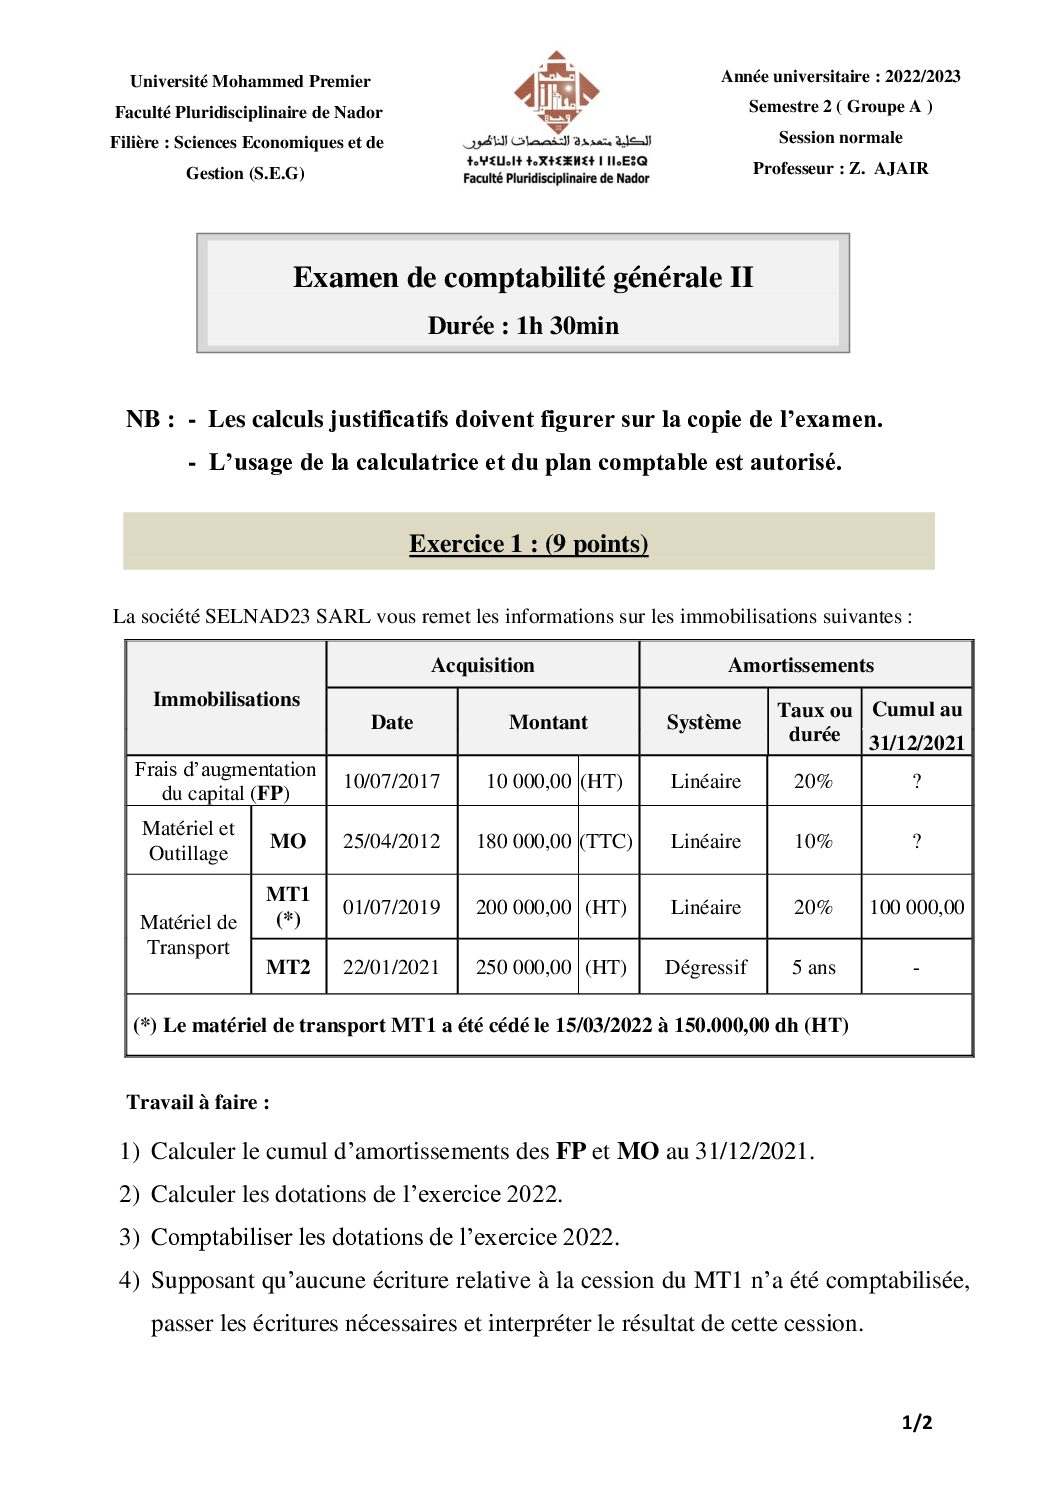 Université Mohammed Premier
Faculté Pluridisciplinaire de Nador
Filière : Sciences Economiques et de
Gestion (S.E.G)
الكلية متعددة التخصصات الناظور
Faculté Pluridisciplinaire de Nador
Année universitaire : 2022/2023
Semestre 2 ( Groupe A )
Session normale
Professeur : Z. AJAIR
Examen de comptabilité générale II
Durée : 1h 30min
NB : - Les calculs justificatifs doivent figurer sur la copie de l’examen.
- L’usage de la calculatrice et du plan comptable est autorisé.
Exercice 1 : (9 points)
La société SELNAD23 SARL vous remet les informations sur les immobilisations suivantes :
Immobilisations Acquisition Amortissements
Date Montant Système Taux ou durée Cumul au 31/12/2021
Frais d’augmentation du capital (FP) 10/07/2017 10 000,00 (HT) Linéaire 20% ?
Matériel et Outillage MO 25/04/2012 180 000,00 (TTC) Linéaire 10% ?
Matériel de Transport MT1 (*) 01/07/2019 200 000,00 (HT) Linéaire 20% 100 000,00
MT2 22/01/2021 250 000,00 (HT) Dégressif 5 ans -
(*) Le matériel de transport MT1 a été cédé le 15/03/2022 à 150.000,00 dh (HT)
Travail à faire :
1) Calculer le cumul d’amortissements des FP et MO au 31/12/2021.
2) Calculer les dotations de l’exercice 2022.
3) Comptabiliser les dotations de l’exercice 2022.
4) Supposant qu’aucune écriture relative à la cession du MT1 n’a été comptabilisée,
passer les écritures nécessaires et interpréter le résultat de cette cession.
1/2